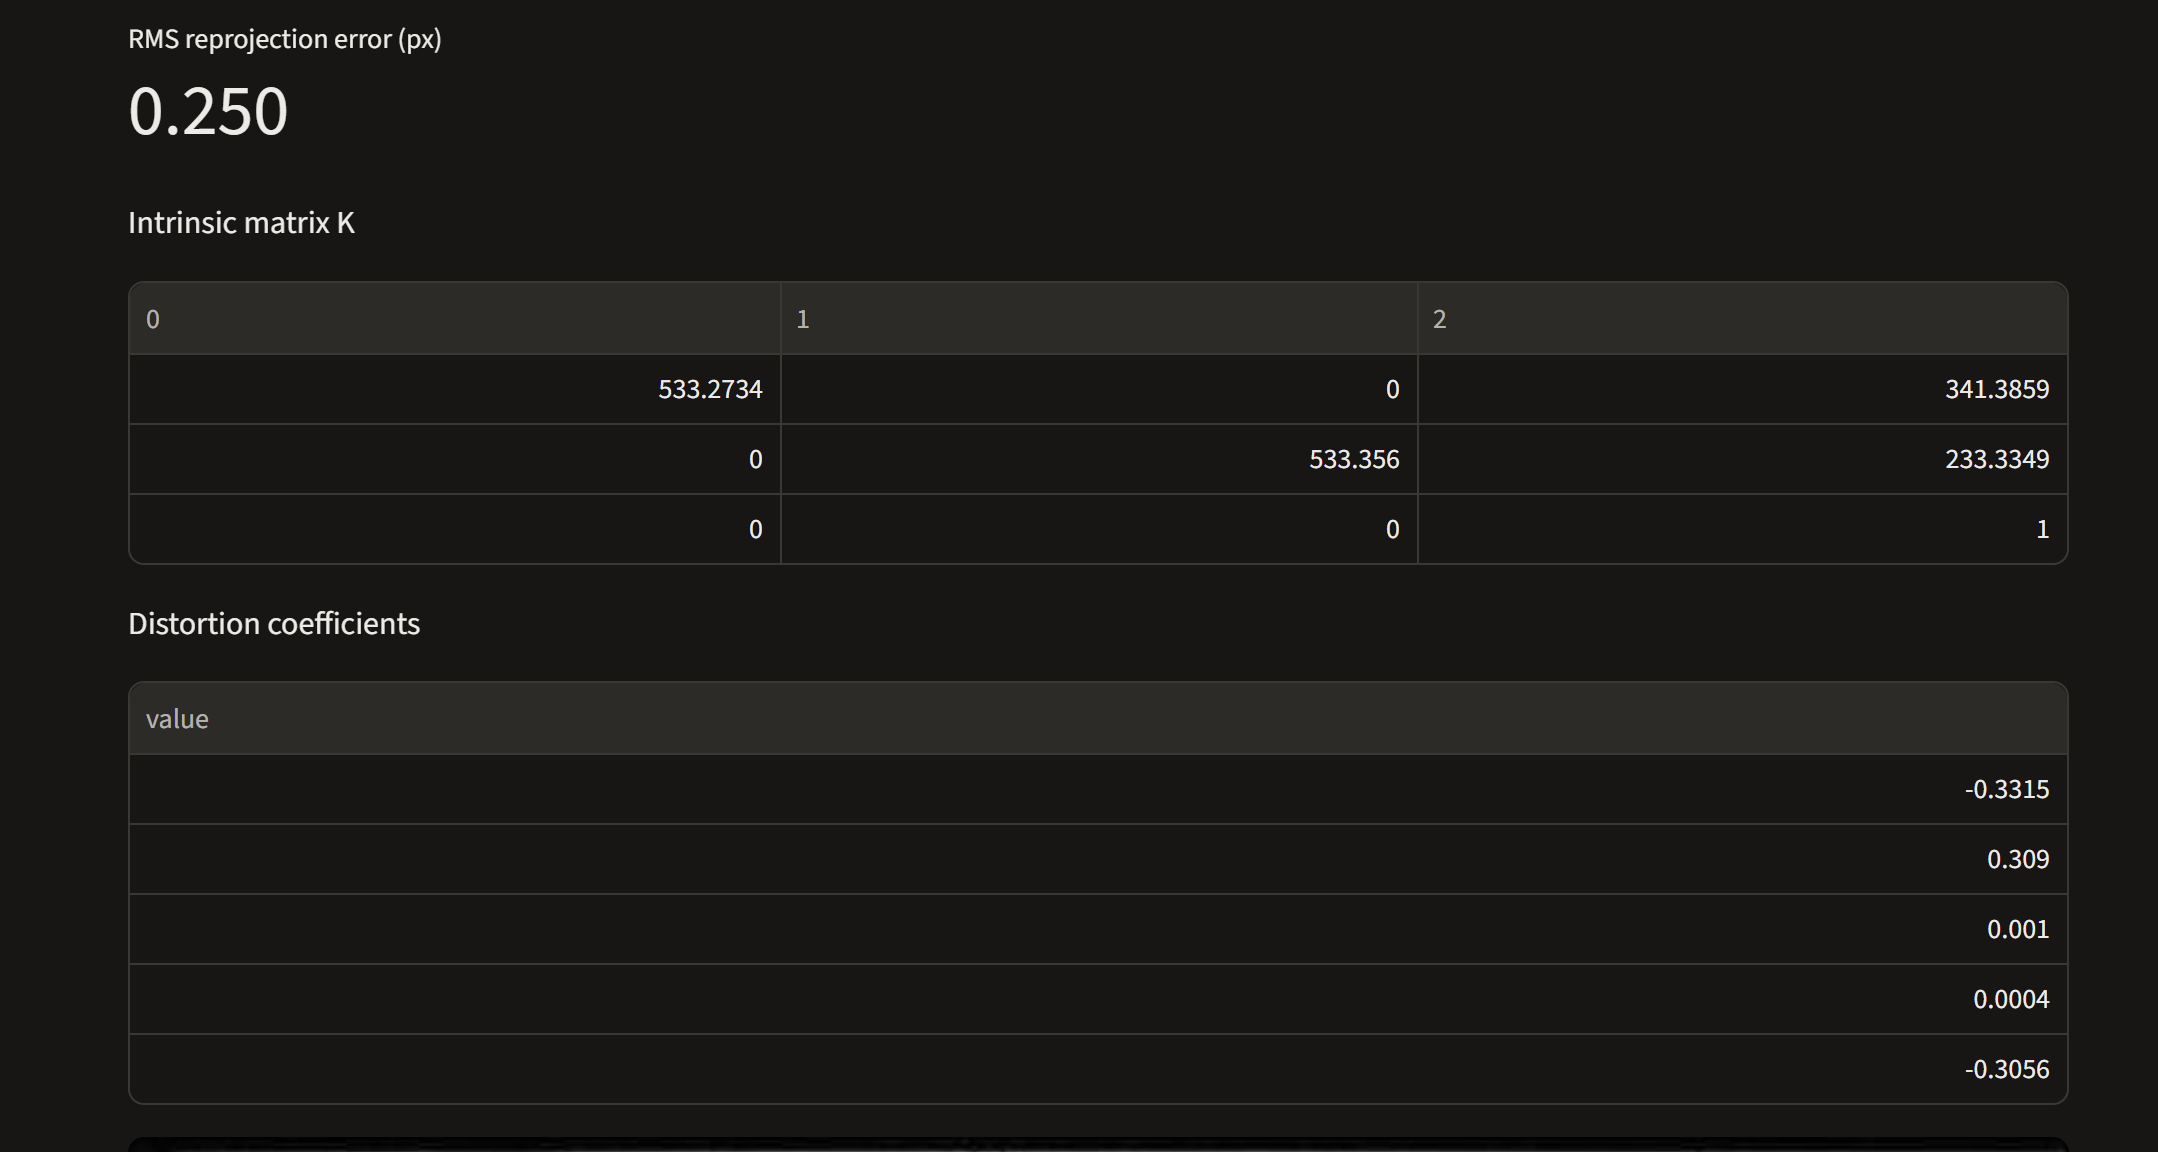 RMS reprojection error (px)
0.250
Intrinsic matrix K
0 1 2
533.2734 0 341.3859
0 533.356 233.3349
0 0 1
Distortion coefficients
value
-0.3315
0.309
0.001
0.0004
-0.3056